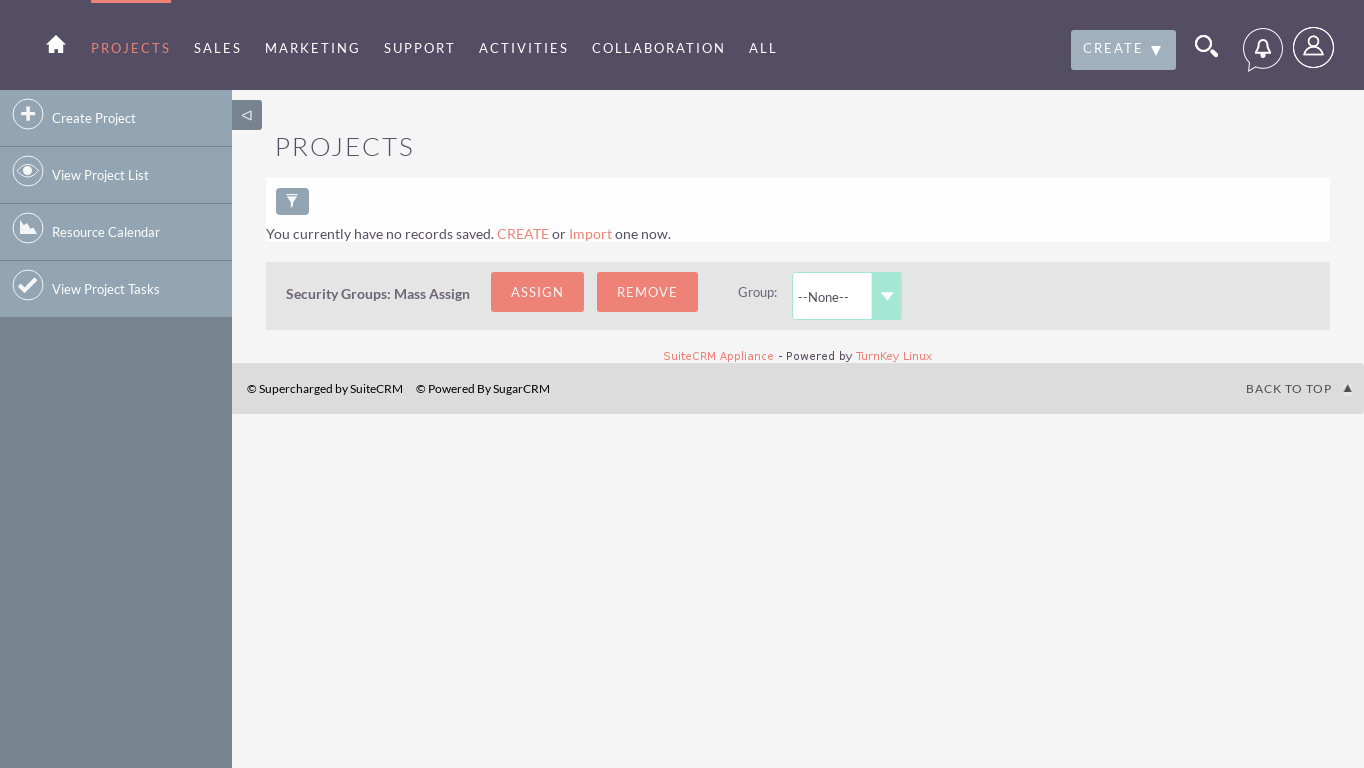 PROJECTS SALES MARKETING SUPPORT ACTIVITIES COLLABORATION ALL CREATE ▼
Create Project
View Project List
Resource Calendar
View Project Tasks
PROJECTS
You currently have no records saved. CREATE or Import one now.
Security Groups: Mass Assign ASSIGN REMOVE Group: --None--
SuiteCRM Appliance - Powered by TurnKey Linux
© Supercharged by SuiteCRM © Powered By SugarCRM BACK TO TOP